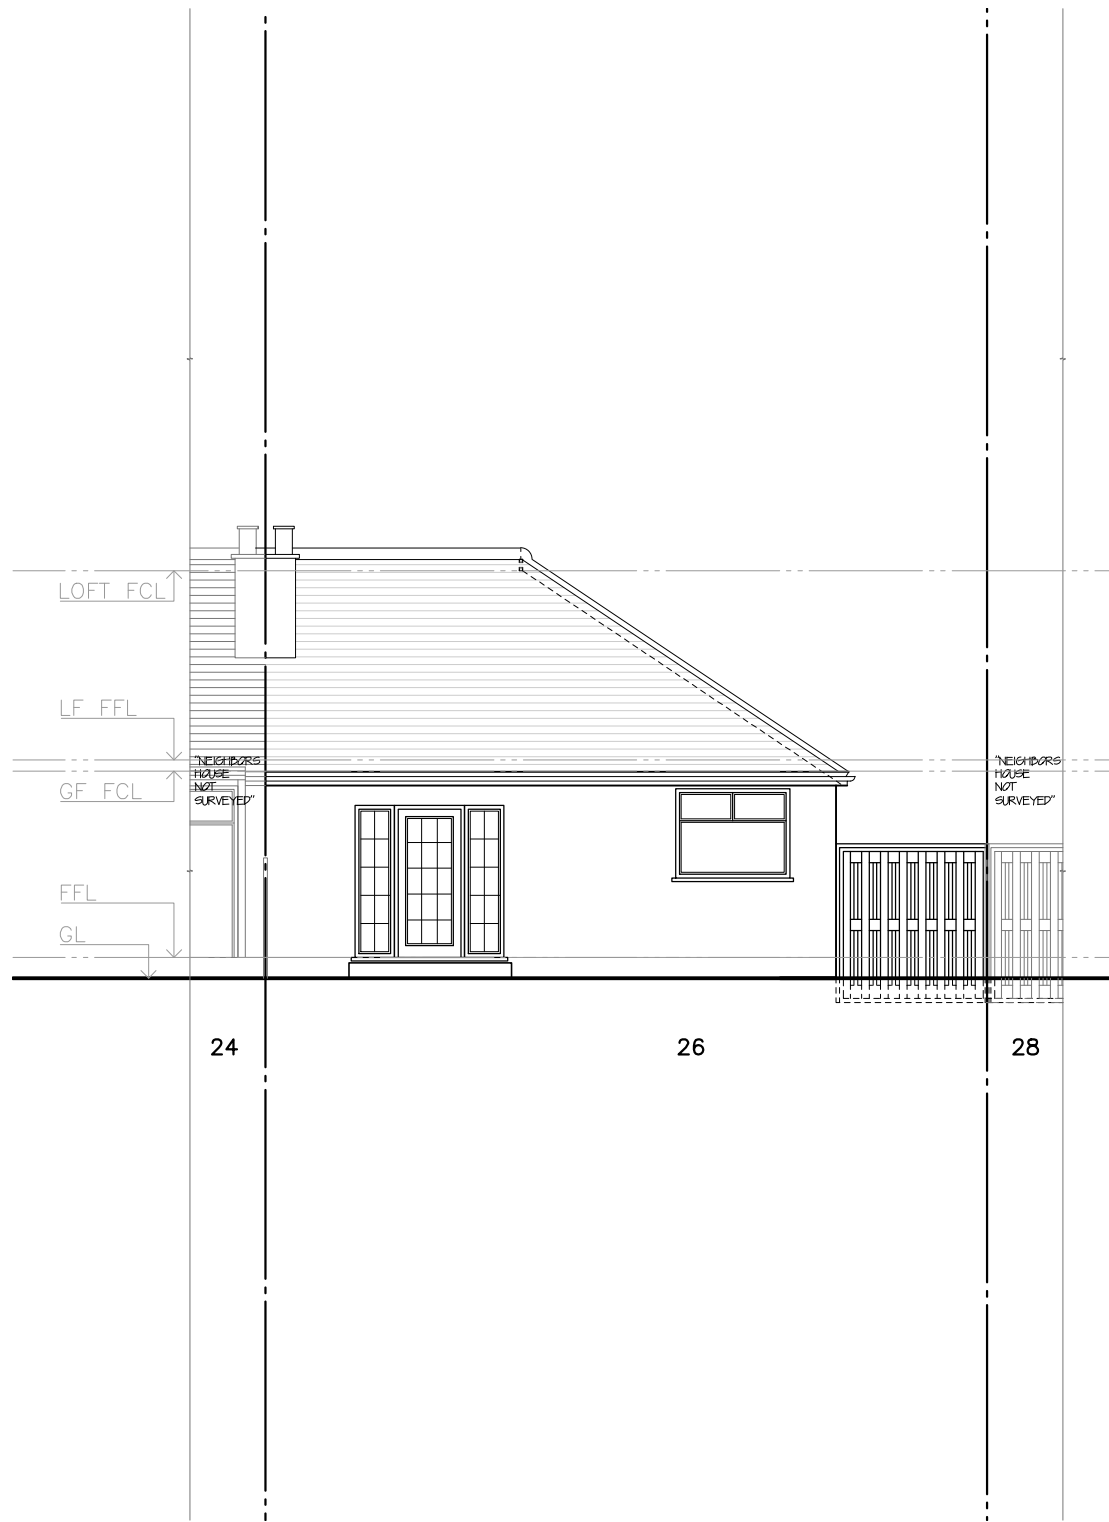 LOFT FCL
LF FFL
"NEIGHBORS
HOUSE
NOT
SURVEYED"
"NEIGHBORS
HOUSE
NOT
SURVEYED"
GF FCL
FFL
GL
24
26
28